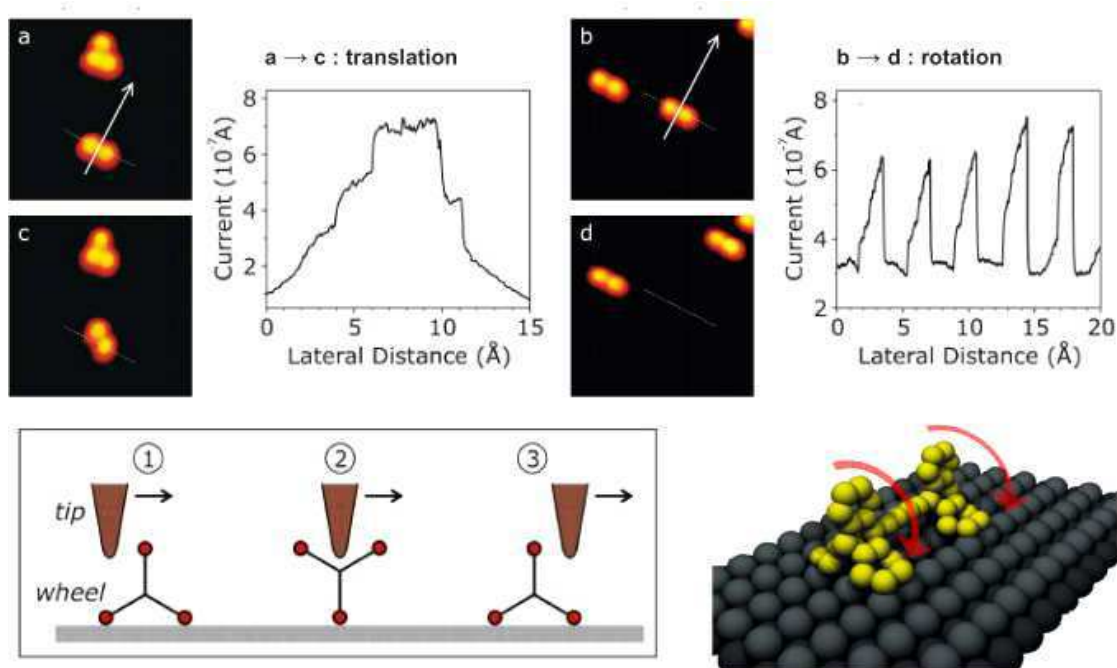 a
a → c : translation
b
b → d : rotation
8
6
4
2
Current (10⁻⁷A)
0 5 10 15
Lateral Distance (Å)
8
6
4
2
Current (10⁻⁷A)
0 5 10 15 20
Lateral Distance (Å)
c
d
1 2 3
tip
wheel